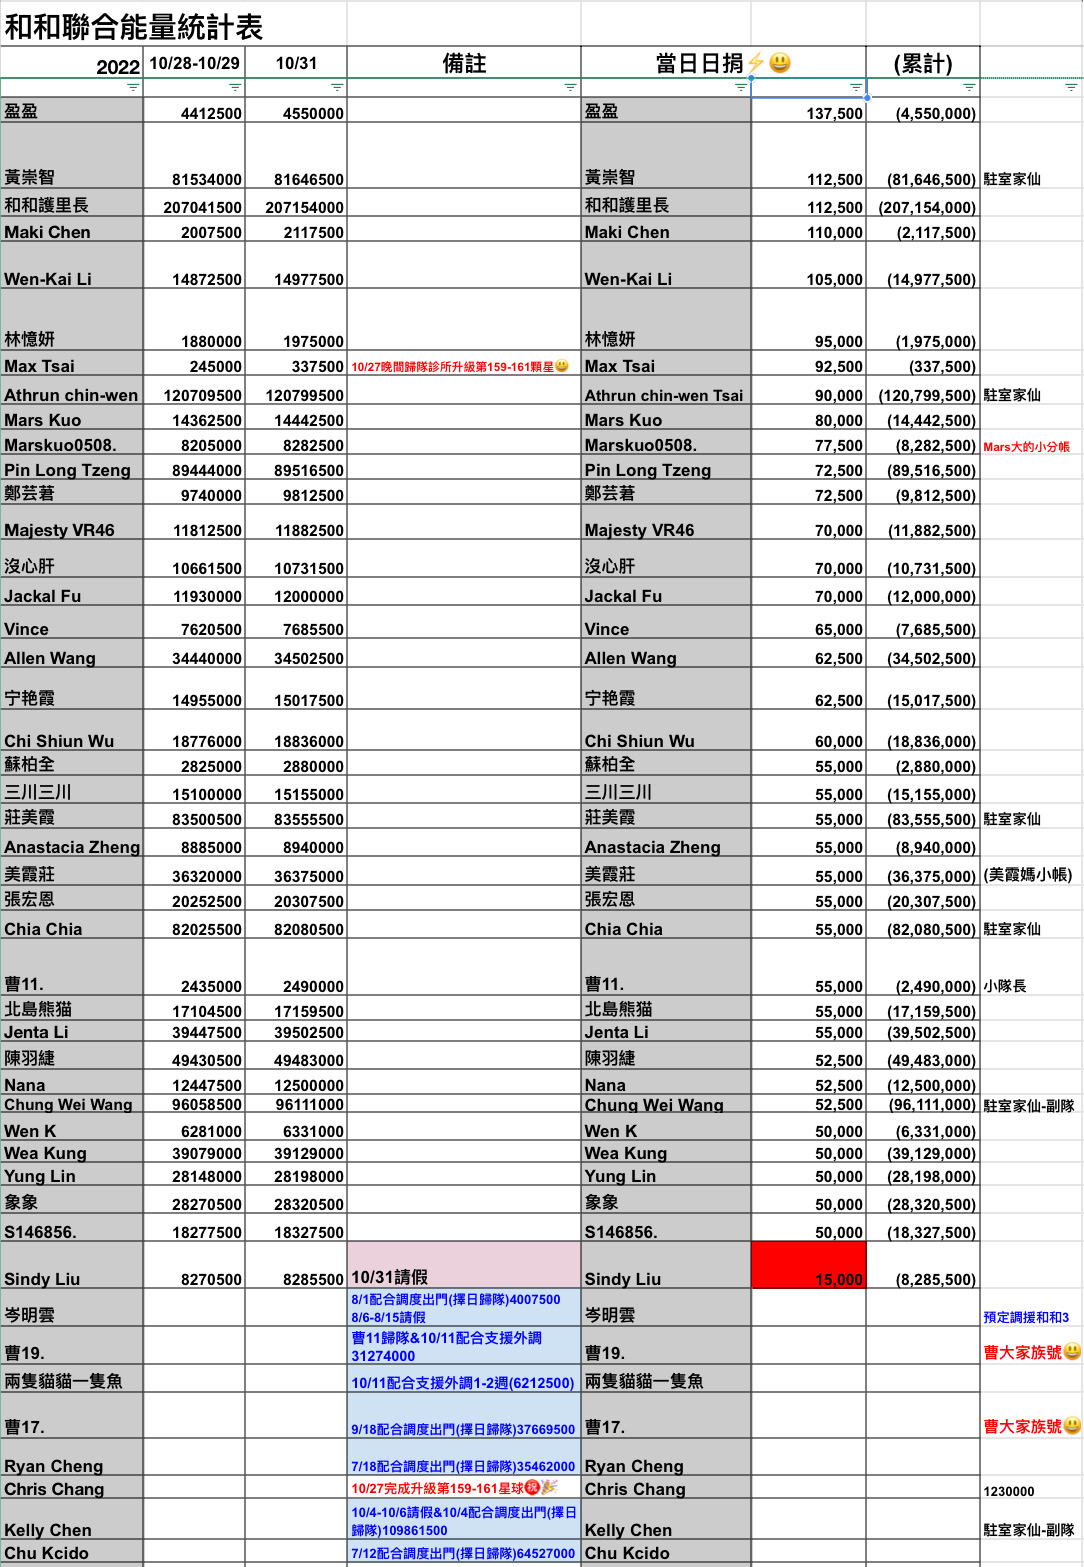 和和聯合能量統計表
2022 10/28-10/29 10/31 備註 當日日捐⚡😃 (累計)
盈盈 4412500 4550000 盈盈 137,500 (4,550,000)
黃崇智 81534000 81646500 黃崇智 112,500 (81,646,500) 駐室家仙
和和護里長 207041500 207154000 和和護里長 112,500 (207,154,000)
Maki Chen 2007500 2117500 Maki Chen 110,000 (2,117,500)
Wen-Kai Li 14872500 14977500 Wen-Kai Li 105,000 (14,977,500)
林憶妍 1880000 1975000 林憶妍 95,000 (1,975,000)
Max Tsai 245000 337500 10/27晚間歸隊診所升級第159-161顆星😃 Max Tsai 92,500 (337,500)
Athrun chin-wen 120709500 120799500 Athrun chin-wen Tsai 90,000 (120,799,500) 駐室家仙
Mars Kuo 14362500 14442500 Mars Kuo 80,000 (14,442,500)
Marskuo0508. 8205000 8282500 Marskuo0508. 77,500 (8,282,500) Mars大的小分帳
Pin Long Tzeng 89444000 89516500 Pin Long Tzeng 72,500 (89,516,500)
鄭芸若 9740000 9812500 鄭芸若 72,500 (9,812,500)
Majesty VR46 11812500 11882500 Majesty VR46 70,000 (11,882,500)
沒心肝 10661500 10731500 沒心肝 70,000 (10,731,500)
Jackal Fu 11930000 12000000 Jackal Fu 70,000 (12,000,000)
Vince 7620500 7685500 Vince 65,000 (7,685,500)
Allen Wang 34440000 34502500 Allen Wang 62,500 (34,502,500)
宁艳霞 14955000 15017500 宁艳霞 62,500 (15,017,500)
Chi Shiun Wu 18776000 18836000 Chi Shiun Wu 60,000 (18,836,000)
蘇柏全 2825000 2880000 蘇柏全 55,000 (2,880,000)
三川三川 15100000 15155000 三川三川 55,000 (15,155,000)
莊美霞 83500500 83555500 莊美霞 55,000 (83,555,500) 駐室家仙
Anastacia Zheng 8885000 8940000 Anastacia Zheng 55,000 (8,940,000)
美霞莊 36320000 36375000 美霞莊 55,000 (36,375,000) (美霞媽小帳)
張宏恩 20252500 20307500 張宏恩 55,000 (20,307,500)
Chia Chia 82025500 82080500 Chia Chia 55,000 (82,080,500) 駐室家仙
曹11. 2435000 2490000 曹11. 55,000 (2,490,000) 小隊長
北島熊猫 17104500 17159500 北島熊猫 55,000 (17,159,500)
Jenta Li 39447500 39502500 Jenta Li 55,000 (39,502,500)
陳羽緁 49430500 49483000 陳羽緁 52,500 (49,483,000)
Nana 12447500 12500000 Nana 52,500 (12,500,000)
Chung Wei Wang 96058500 96111000 Chung Wei Wang 52,500 (96,111,000) 駐室家仙-副隊
Wen K 6281000 6331000 Wen K 50,000 (6,331,000)
Wea Kung 39079000 39129000 Wea Kung 50,000 (39,129,000)
Yung Lin 28148000 28198000 Yung Lin 50,000 (28,198,000)
象象 28270500 28320500 象象 50,000 (28,320,500)
S146856. 18277500 18327500 S146856. 50,000 (18,327,500)
Sindy Liu 8270500 8285500 10/31請假 Sindy Liu 15,000 (8,285,500)
岑明雲 8/1配合調度出門(擇日歸隊)4007500
8/6-8/15請假 岑明雲 預定調援和和3
曹19. 曹11歸隊&10/11配合支援外調
31274000 曹19. 曹大家族號😃
兩隻貓貓一隻魚 10/11配合支援外調1-2週(6212500) 兩隻貓貓一隻魚
曹17. 9/18配合調度出門(擇日歸隊)37669500 曹17. 曹大家族號😃
Ryan Cheng 7/18配合調度出門(擇日歸隊)35462000 Ryan Cheng
Chris Chang 10/27完成升級第159-161星球㊗️🎉 Chris Chang 1230000
Kelly Chen 10/4-10/6請假&10/4配合調度出門(擇日
歸隊)109861500 Kelly Chen 駐室家仙-副隊
Chu Kcido 7/12配合調度出門(擇日歸隊)64527000 Chu Kcido